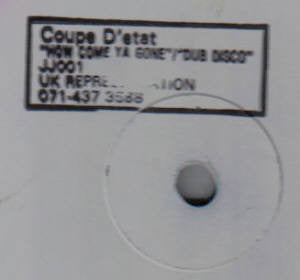 Coupe D'etat
"HOW COME YA GONE"/"DUB DISCO"
JJ001
UK
071-437 3588